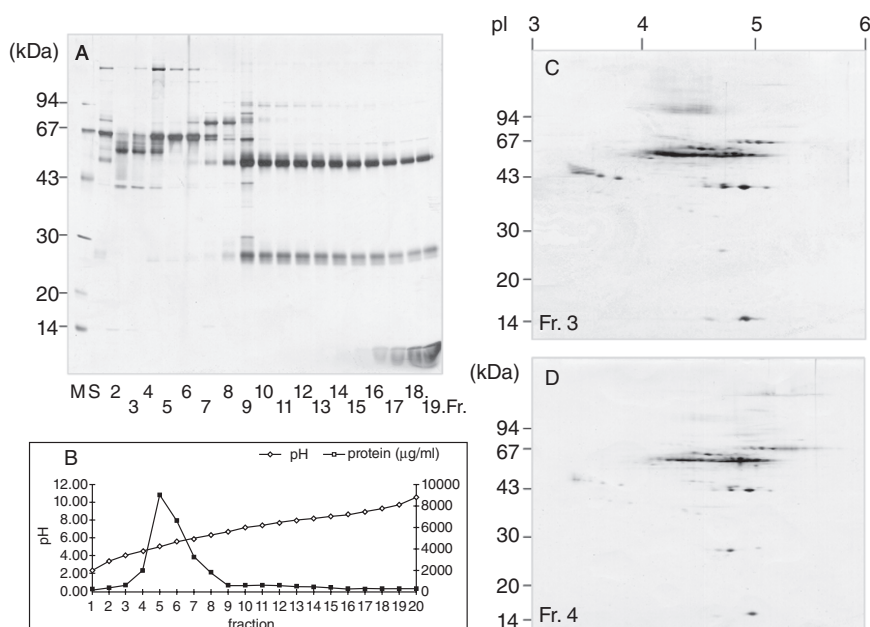 (kDa)
A
94
67
43
30
20
14
M S 2 4 6 8 10 12 14 16 18.
3 5 7 9 11 13 15 17 19.Fr.
B
pH
protein (µg/ml)
12.00
10.00
8.00
6.00
4.00
2.00
0.00
pH
10000
8000
6000
4000
2000
0
1 2 3 4 5 6 7 8 9 10 11 12 13 14 15 16 17 18 19 20
fraction
pI 3 4 5 6
C
94
67
43
30
20
14
Fr. 3
(kDa)
D
94
67
43
30
20
14
Fr. 4